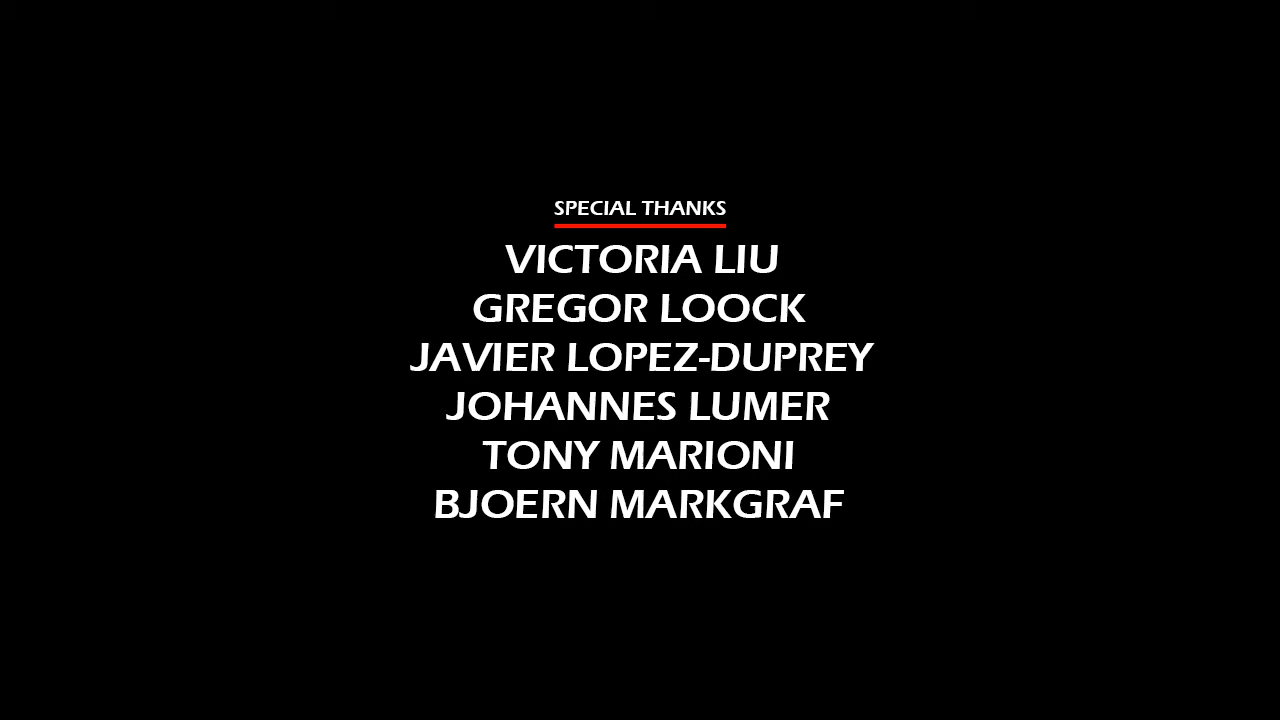 SPECIAL THANKS
VICTORIA LIU
GREGOR LOOCK
JAVIER LOPEZ-DUPREY
JOHANNES LUMER
TONY MARIONI
BJOERN MARKGRAF